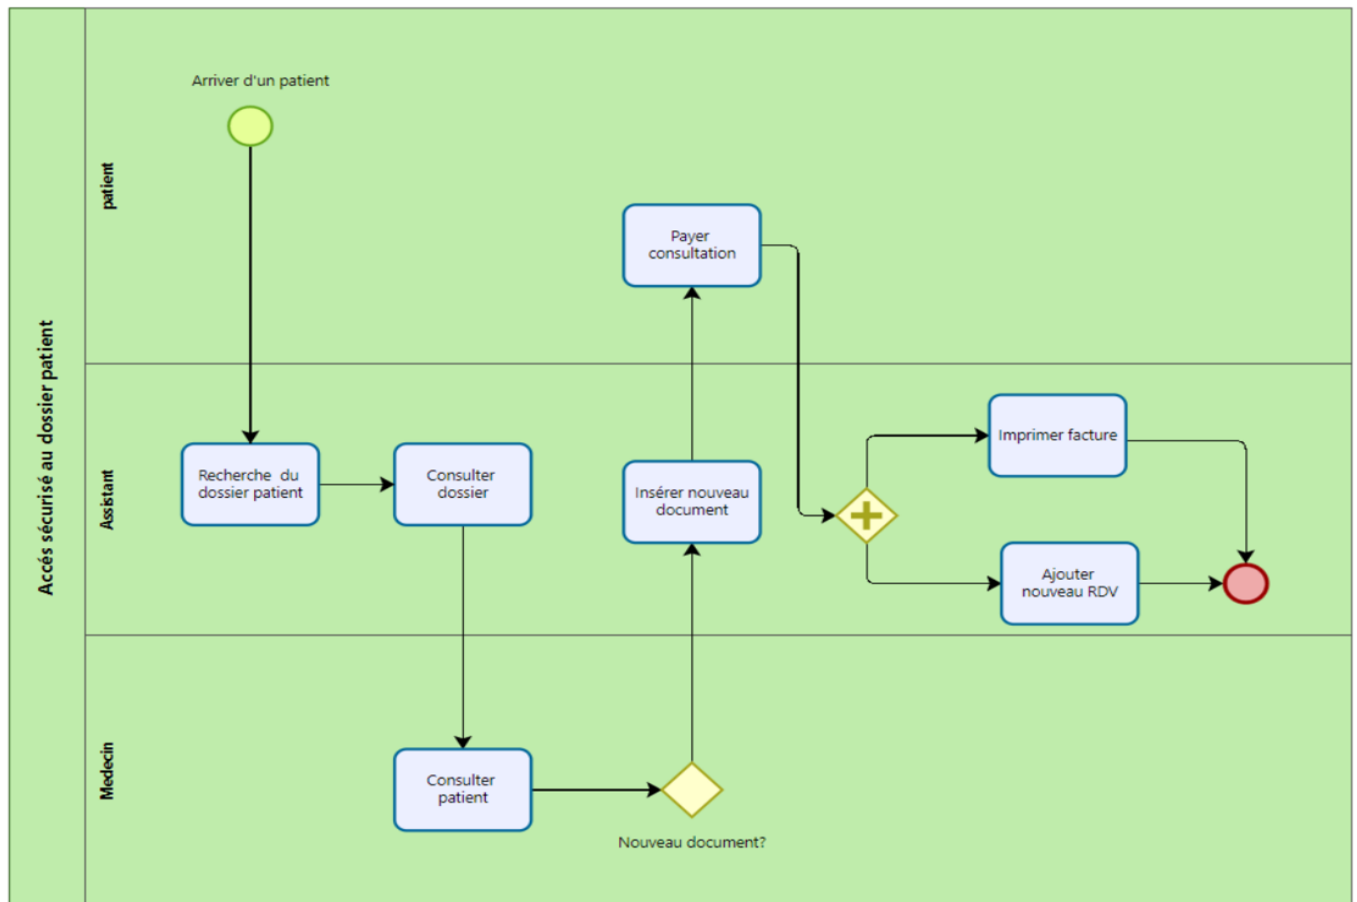 Accés sécurisé au dossier patient
patient
Arriver d'un patient
Payer
consultation
Assistant
Recherche du
dossier patient
Consulter
dossier
Insérer nouveau
document
Imprimer facture
Ajouter
nouveau RDV
Medecin
Consulter
patient
Nouveau document?